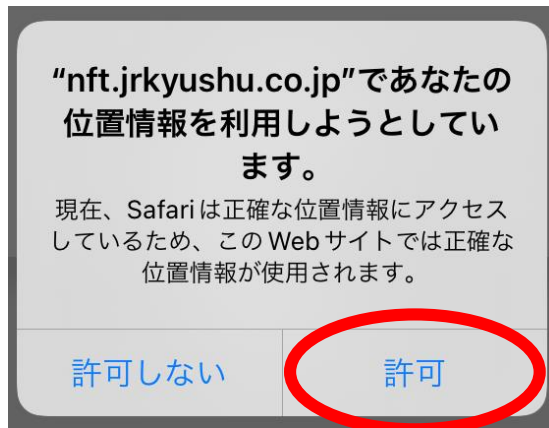 “nft.jrkyushu.co.jp”であなたの
位置情報を利用しようとしてい
ます。
現在、Safariは正確な位置情報にアクセス
しているため、このWebサイトでは正確な
位置情報が使用されます。
許可しない
許可